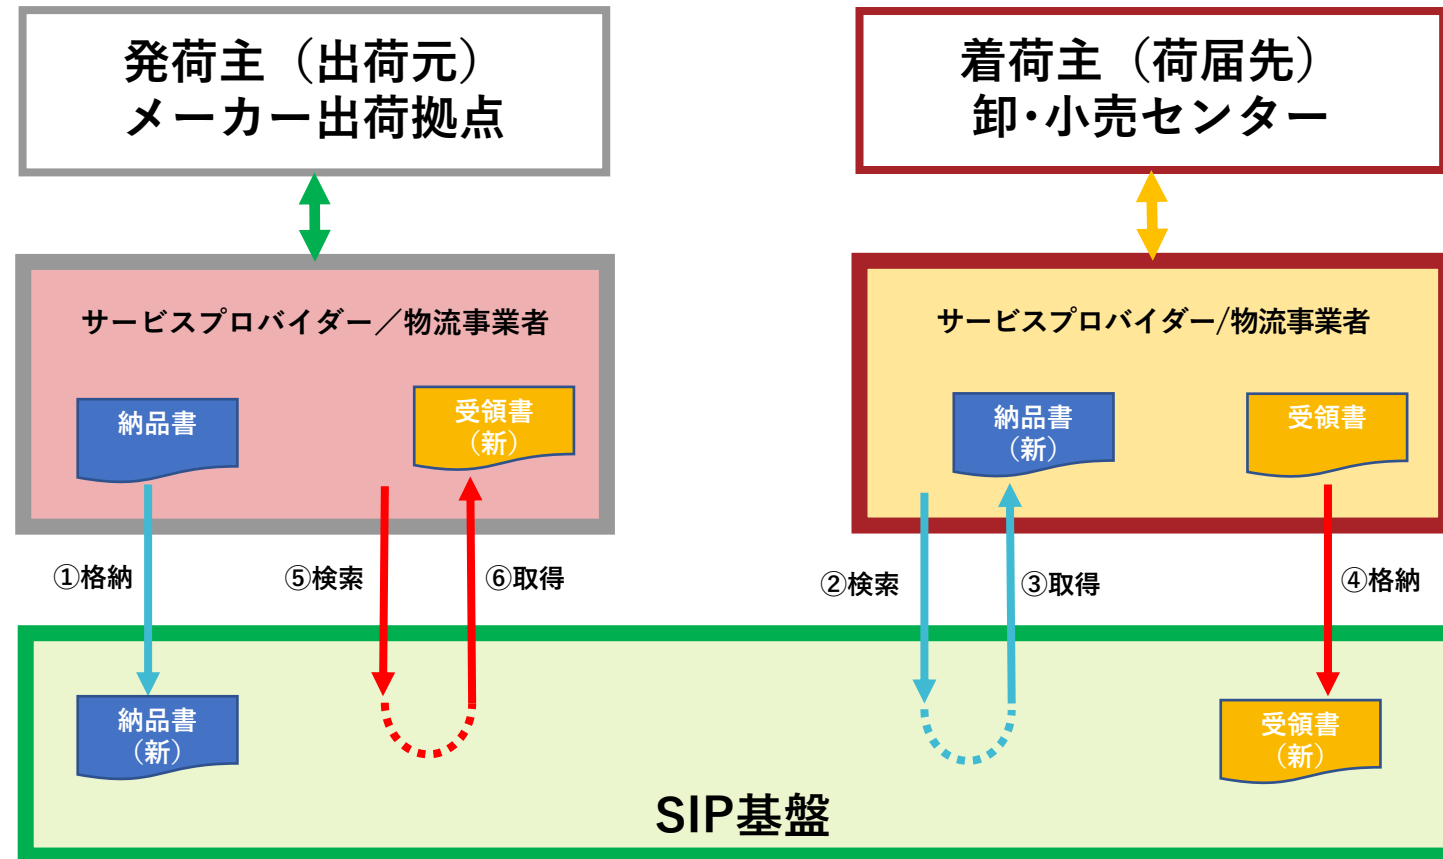 発荷主（出荷元）
メーカー出荷拠点
着荷主（荷届先）
卸・小売センター
サービスプロバイダー／物流事業者
納品書
受領書
（新）
サービスプロバイダー/物流事業者
納品書
（新）
受領書
①格納
⑤検索
⑥取得
②検索
③取得
④格納
納品書
（新）
受領書
（新）
SIP基盤